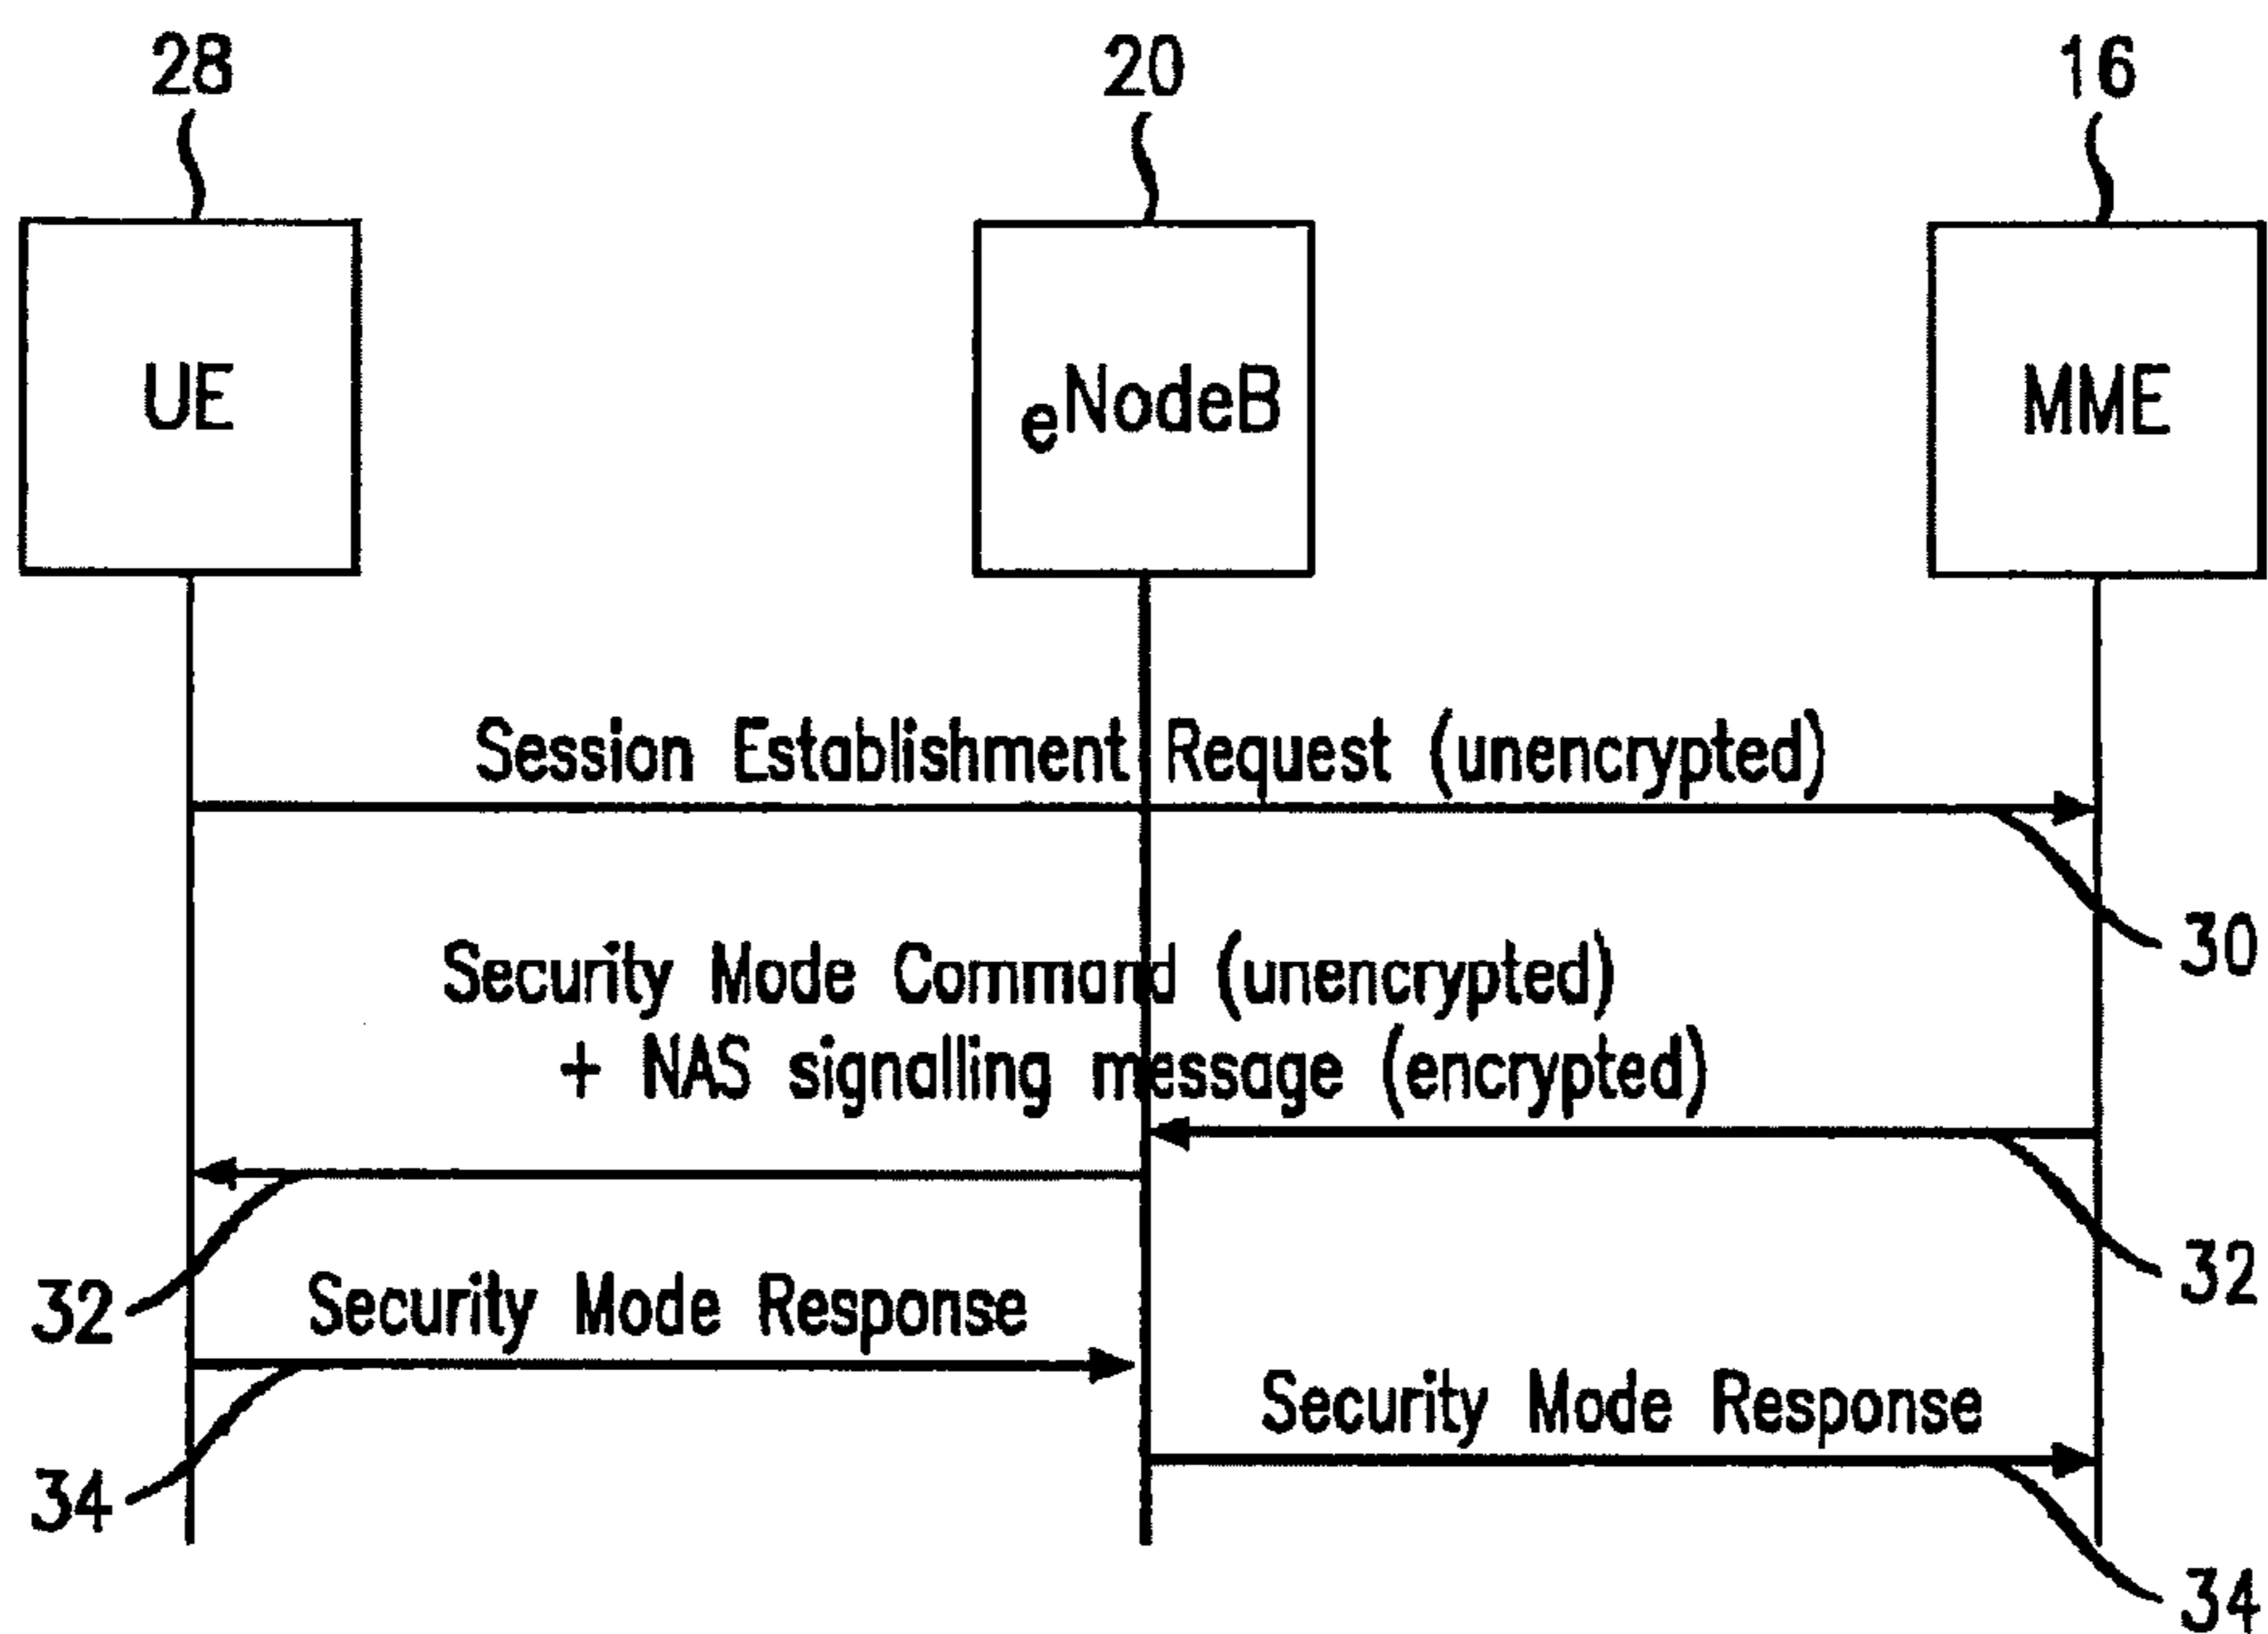 28 20 16
UE eNodeB MME
Session Establishment Request (unencrypted)
30
Security Mode Command (unencrypted)
+ NAS signalling message (encrypted)
32
32
Security Mode Response
Security Mode Response
34
34